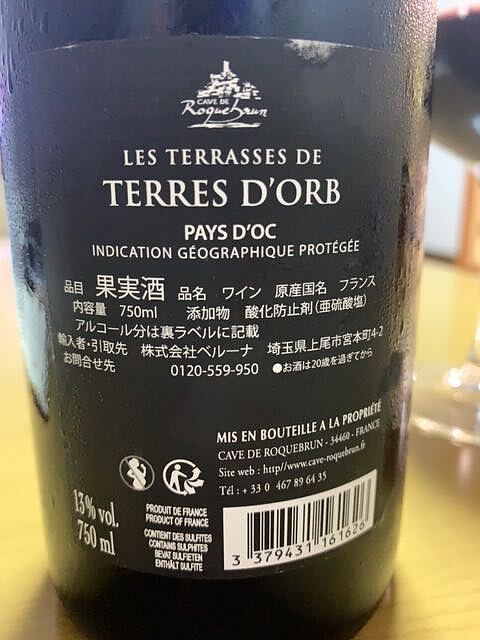 CAVE DE
Roquebrun
LES TERRASSES DE
TERRES D'ORB
PAYS D'OC
INDICATION GÉOGRAPHIQUE PROTÉGÉE
品目 果実酒 品名 ワイン 原産国名 フランス
内容量 750ml 添加物 酸化防止剤(亜硫酸塩)
アルコール分は裏ラベルに記載
輸入者・引取先 株式会社ベルーナ 埼玉県上尾市宮本町4-2
お問合せ先 0120-559-950 ●お酒は20歳を過ぎてから
MIS EN BOUTEILLE A LA PROPRIÉTÉ
CAVE DE ROQUEBRUN - 34460 - FRANCE
Site web : http//www.cave-roquebrun.fr
Tél : + 33 0 467 89 64 35
13% vol.
750 ml
PRODUIT DE FRANCE
PRODUCT OF FRANCE
CONTIENT DES SULFITES
CONTAINS SULPHITES
BEVAT SULFIETEN
ENTHÄLT SULFITE
3 379431 161626